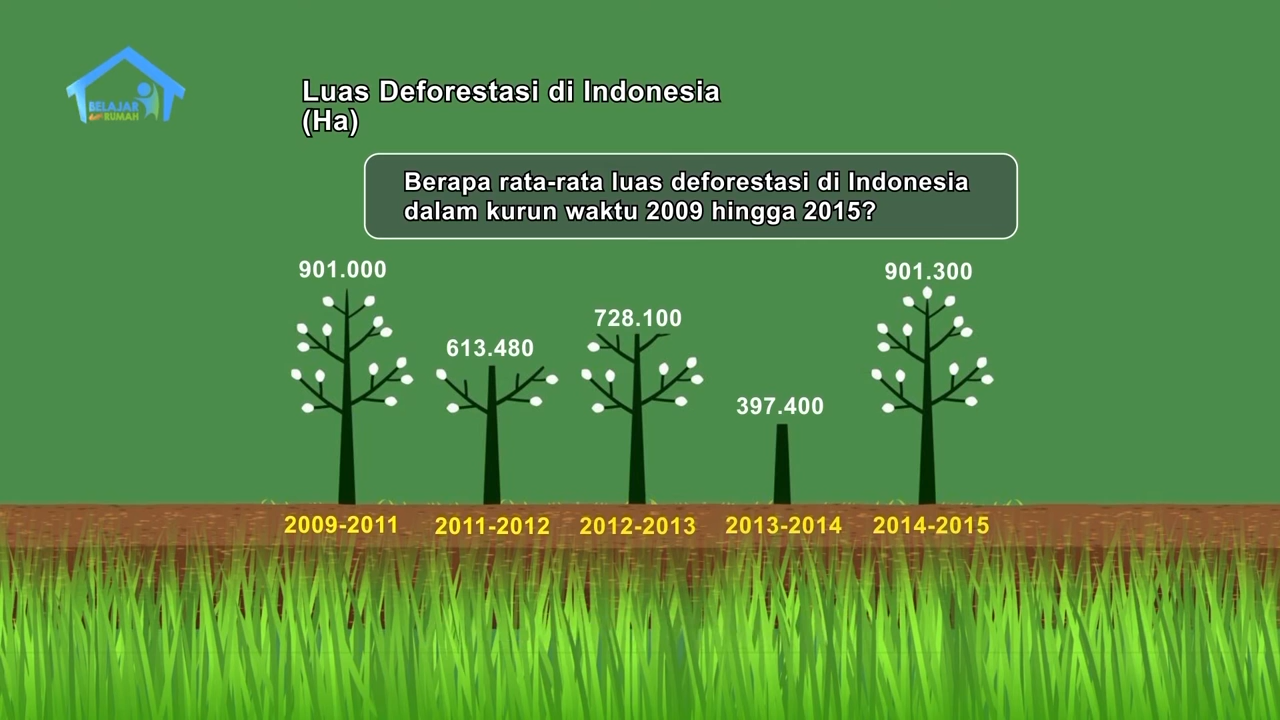 BELAJAR
dari RUMAH
Luas Deforestasi di Indonesia
(Ha)
Berapa rata-rata luas deforestasi di Indonesia
dalam kurun waktu 2009 hingga 2015?
901.000
613.480
728.100
397.400
901.300
2009-2011
2011-2012
2012-2013
2013-2014
2014-2015